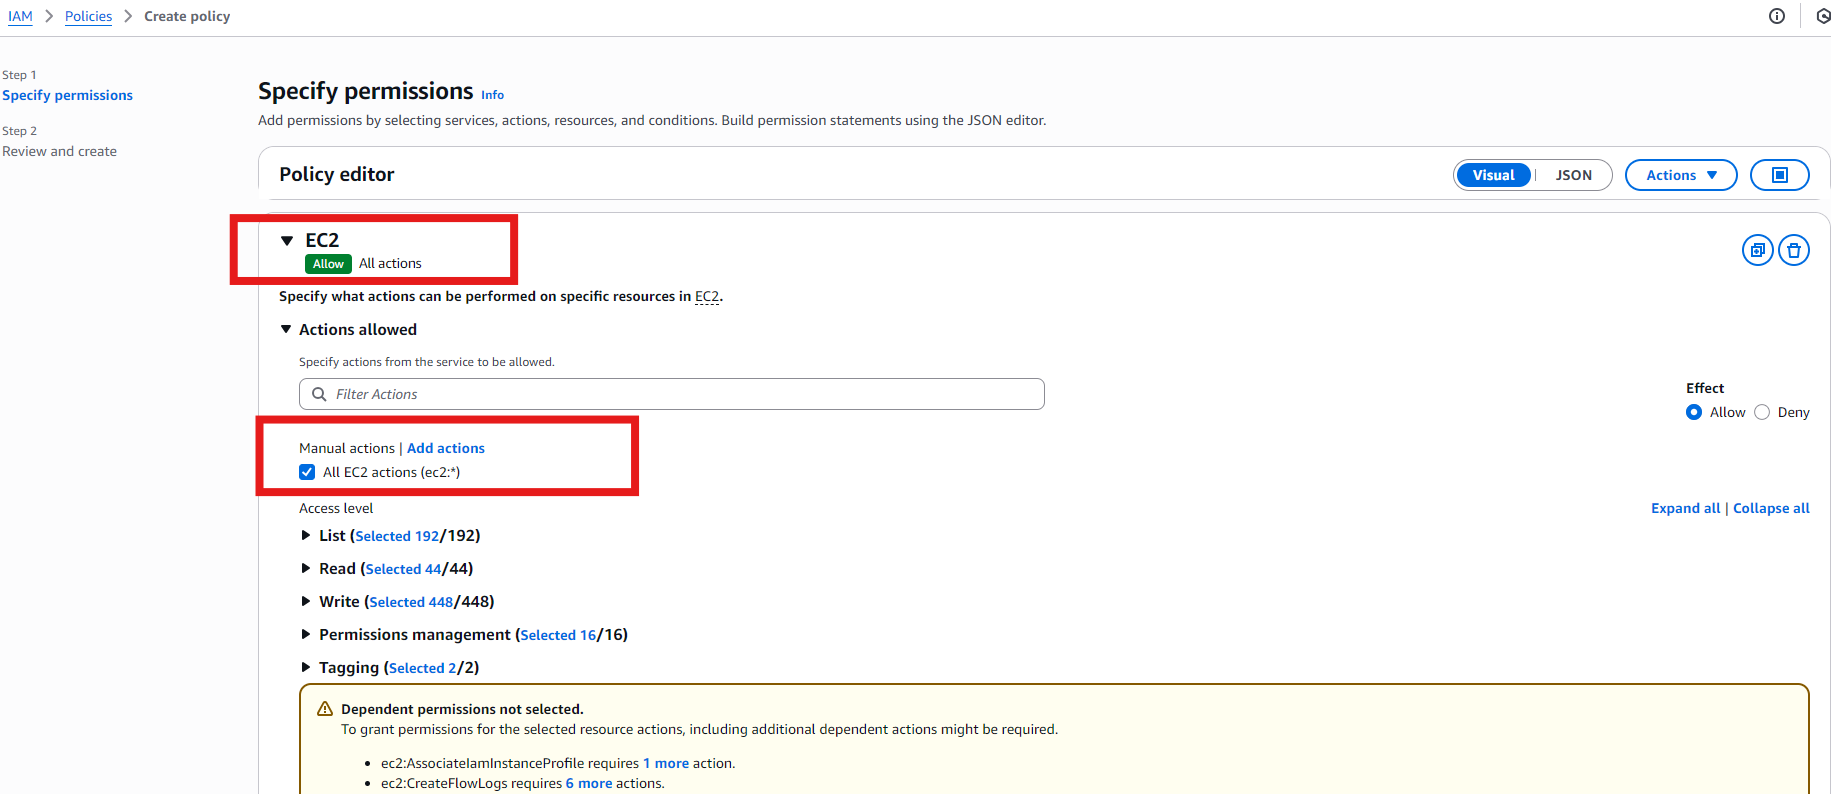 IAM > Policies > Create policy
Step 1
Specify permissions
Step 2
Review and create
Specify permissions Info
Add permissions by selecting services, actions, resources, and conditions. Build permission statements using the JSON editor.
Policy editor
Visual | JSON
Actions
EC2
Allow All actions
Specify what actions can be performed on specific resources in EC2.
Actions allowed
Specify actions from the service to be allowed.
Filter Actions
Effect
Allow Deny
Manual actions | Add actions
All EC2 actions (ec2:*)
Access level
Expand all | Collapse all
List (Selected 192/192)
Read (Selected 44/44)
Write (Selected 448/448)
Permissions management (Selected 16/16)
Tagging (Selected 2/2)
Dependent permissions not selected.
To grant permissions for the selected resource actions, including additional dependent actions might be required.
• ec2:AssociateIamInstanceProfile requires 1 more action.
• ec2:CreateFlowLogs requires 6 more actions.